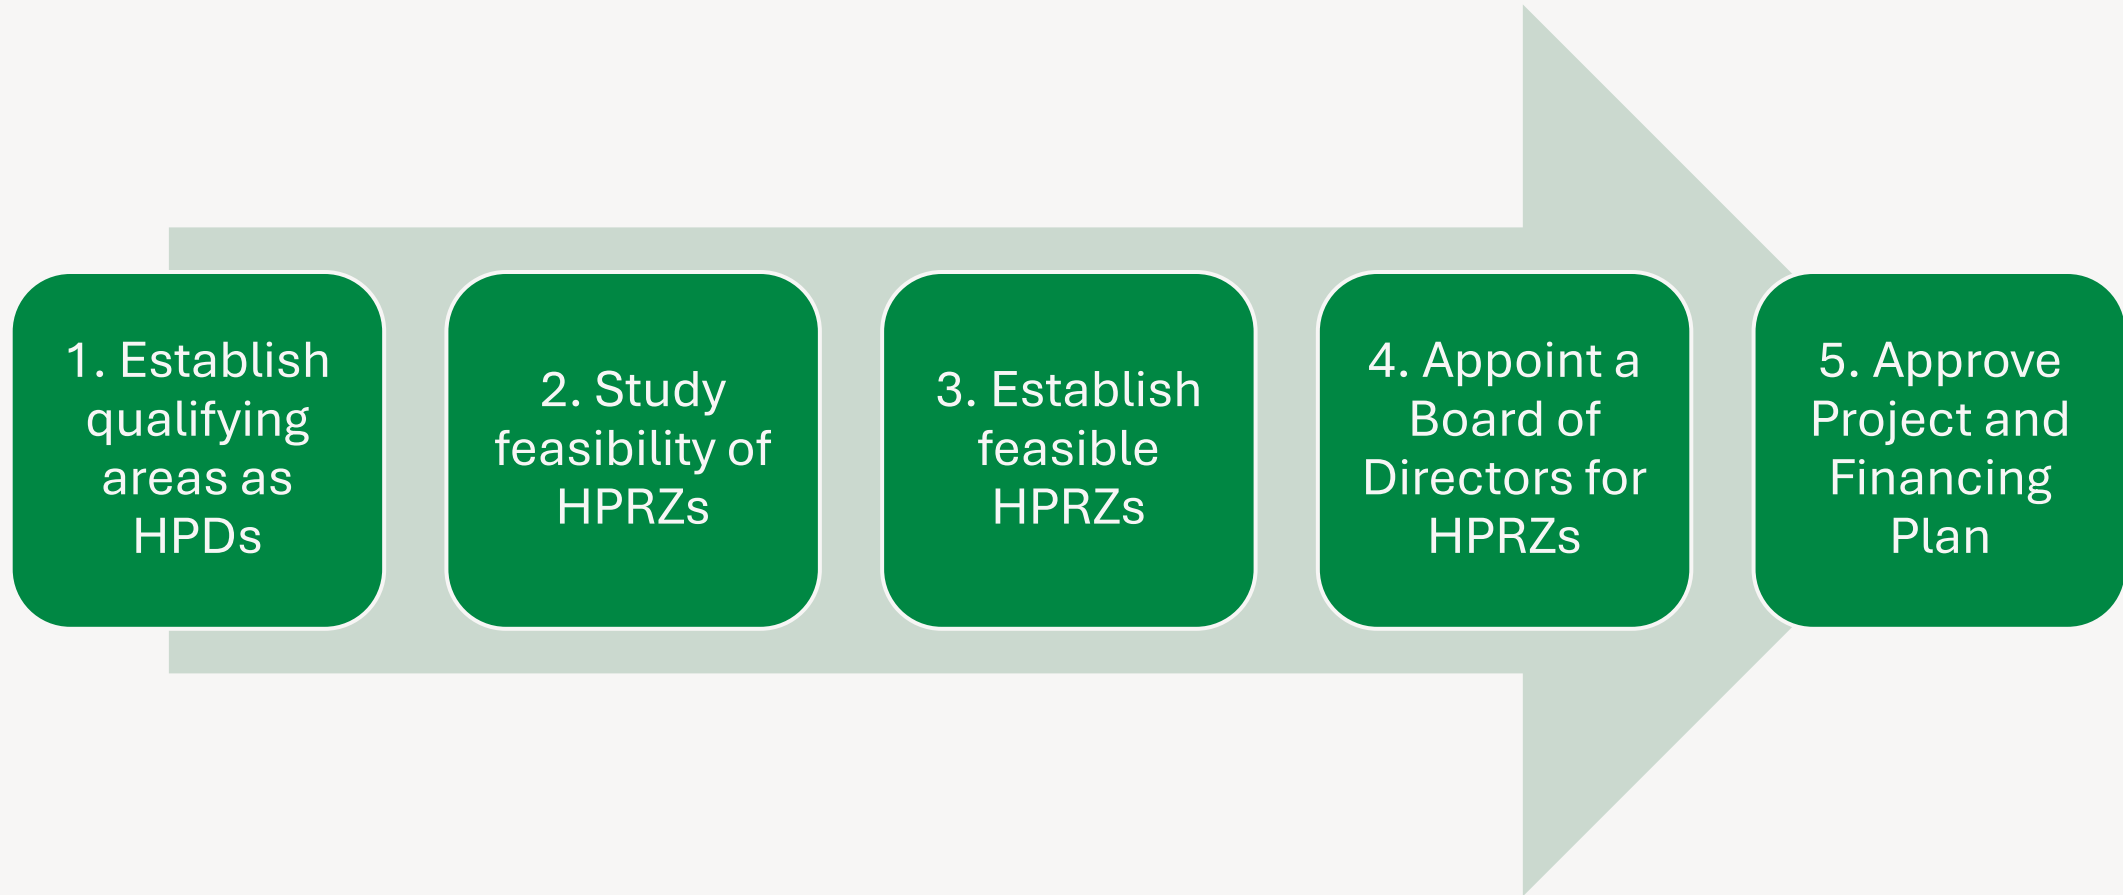 1. Establish
qualifying
areas as
HPDs
2. Study
feasibility of
HPRZs
3. Establish
feasible
HPRZs
4. Appoint a
Board of
Directors for
HPRZs
5. Approve
Project and
Financing
Plan